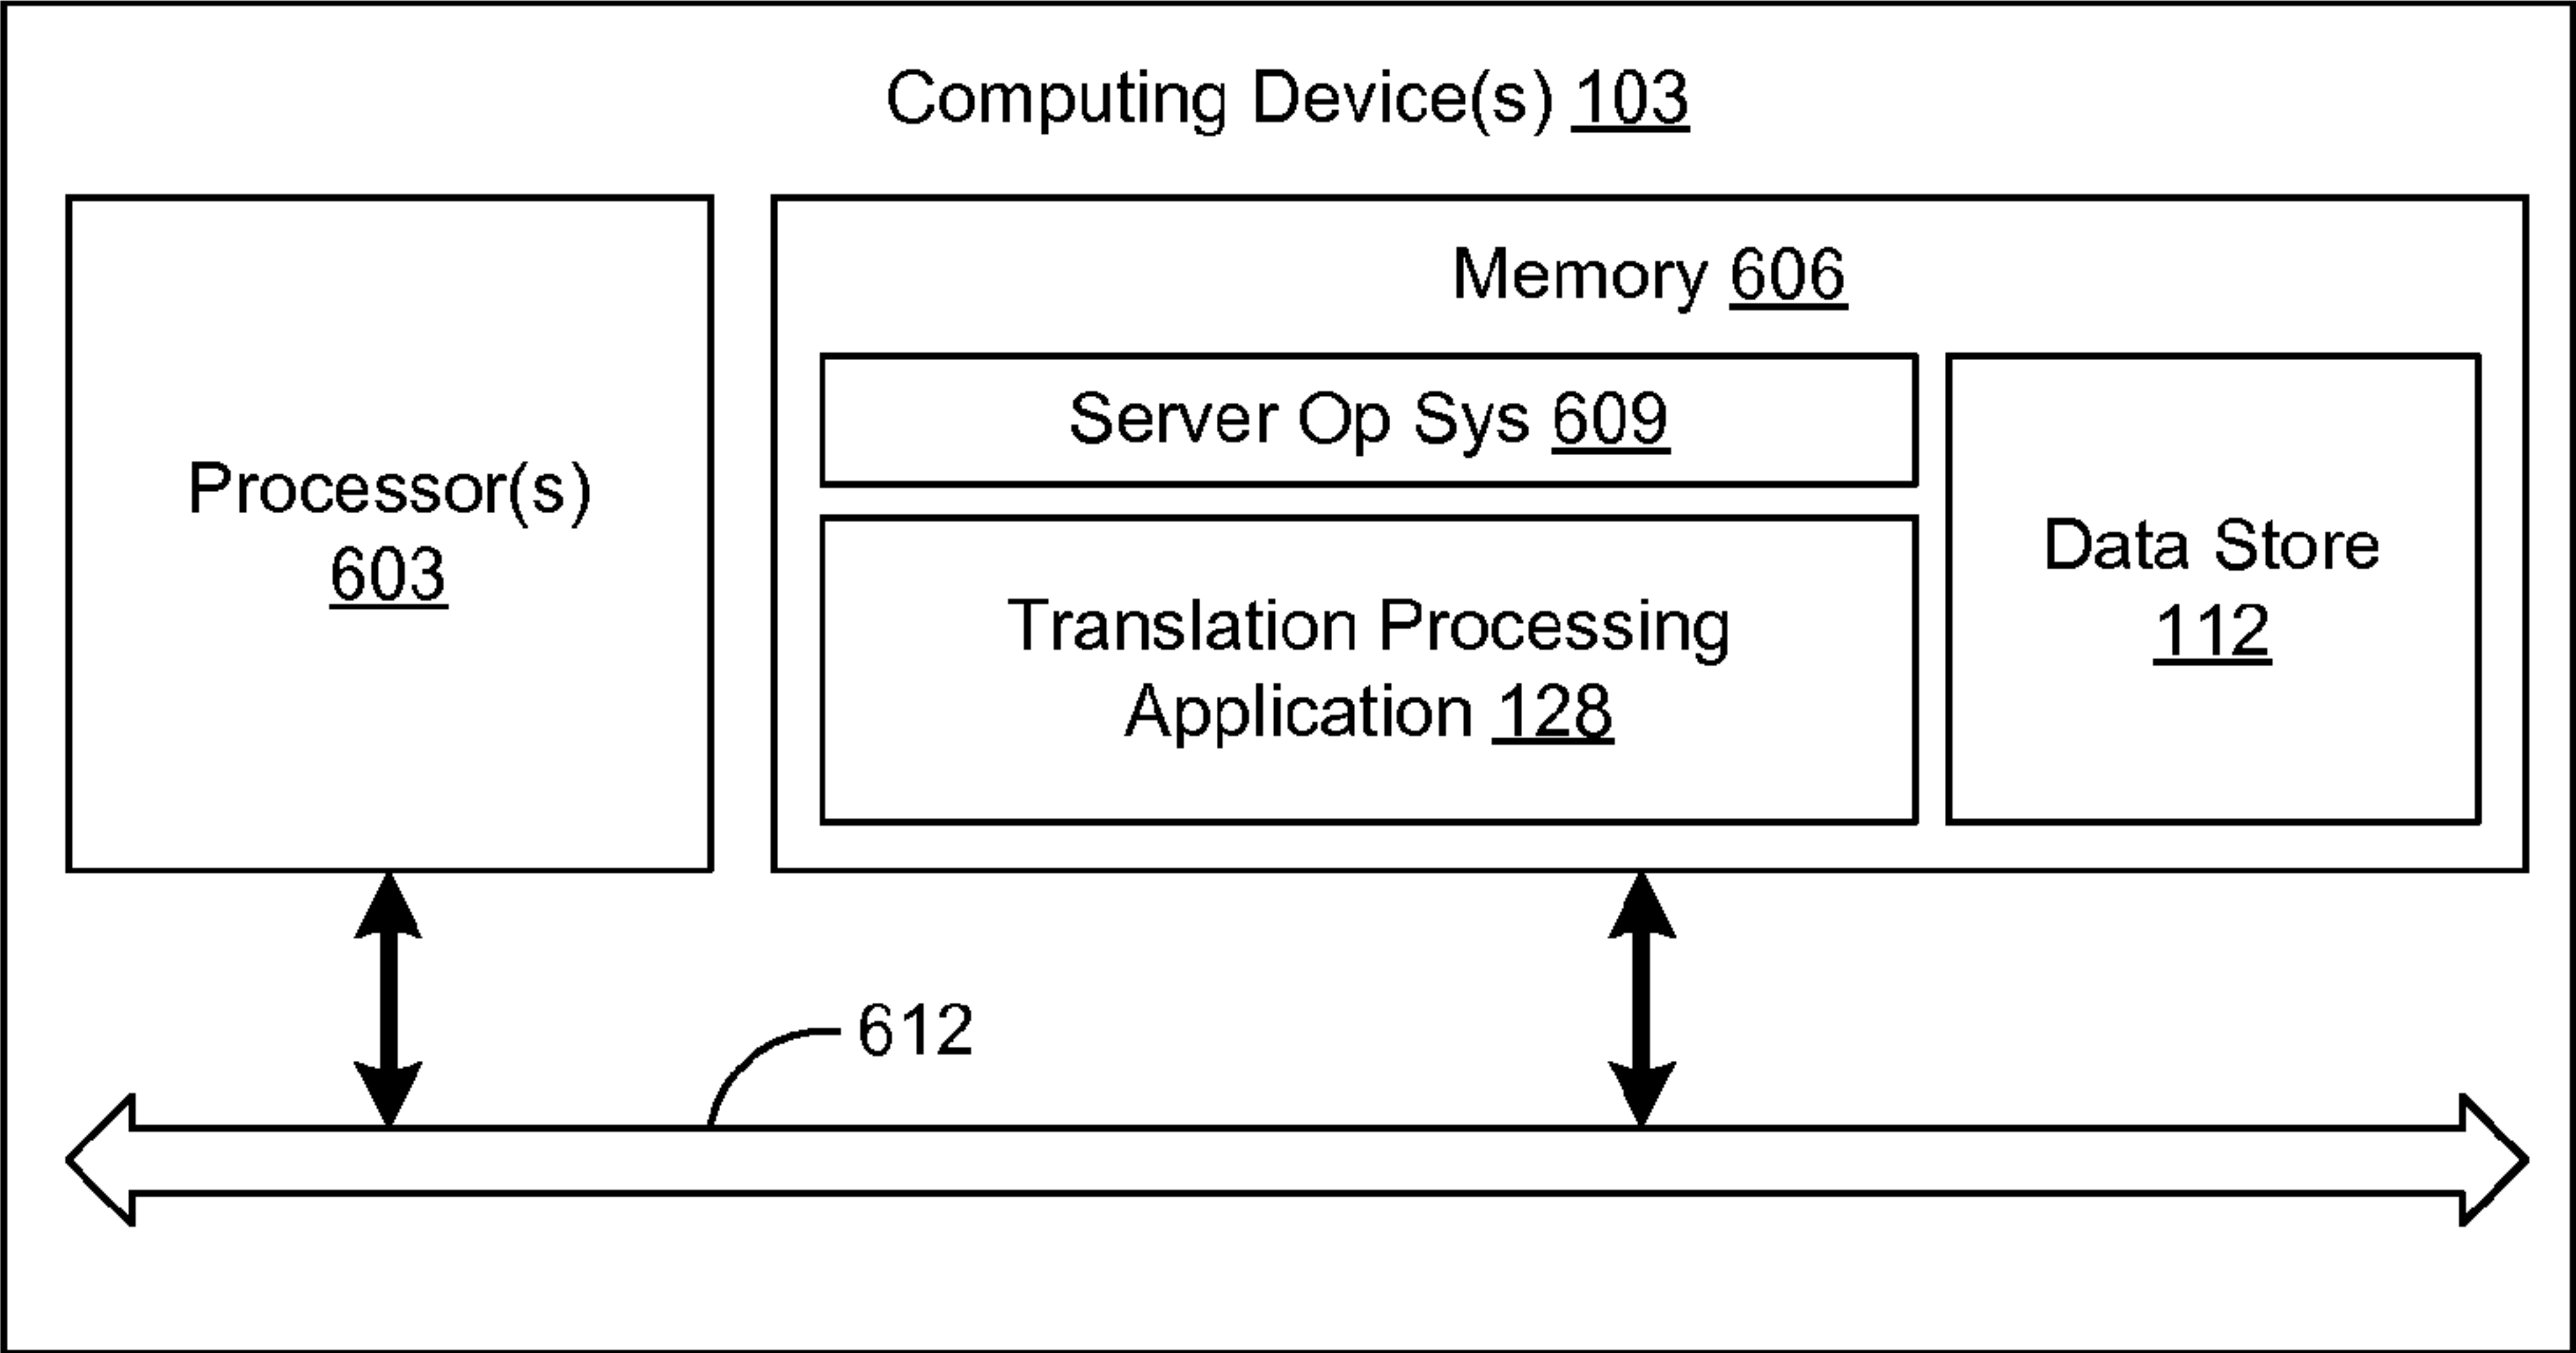 Computing Device(s) 103
Processor(s)
603
Memory 606
Server Op Sys 609
Translation Processing
Application 128
Data Store
112
612